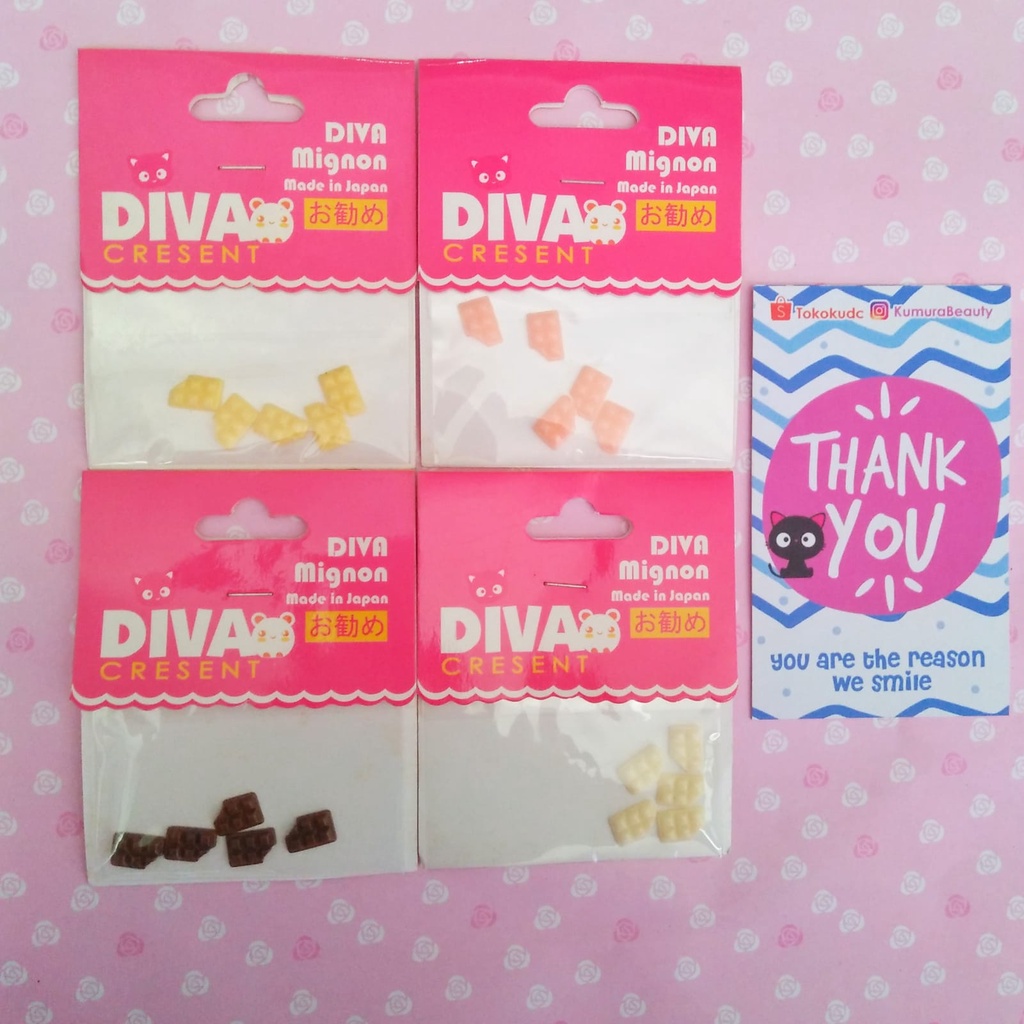 DIVA
Mignon
Made in Japan
DIVA お勧め
CRESENT
DIVA
Mignon
Made in Japan
DIVA お勧め
CRESENT
DIVA
Mignon
Made in Japan
DIVA お勧め
CRESENT
DIVA
Mignon
Made in Japan
DIVA お勧め
CRESENT
S Tokokudc KumuraBeauty
THANK
YOU
you are the reason
we smile